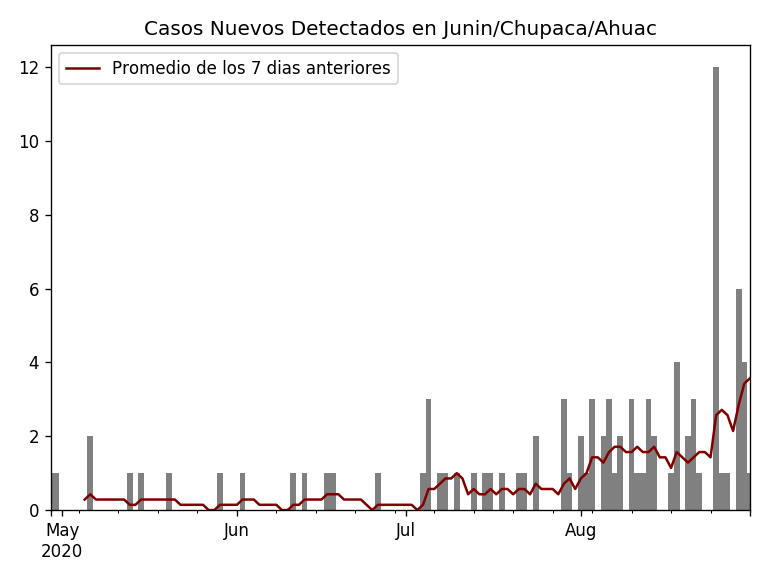 Casos Nuevos Detectados en Junin/Chupaca/Ahuac
Promedio de los 7 dias anteriores
12
10
8
6
4
2
0
May
2020
Jun
Jul
Aug